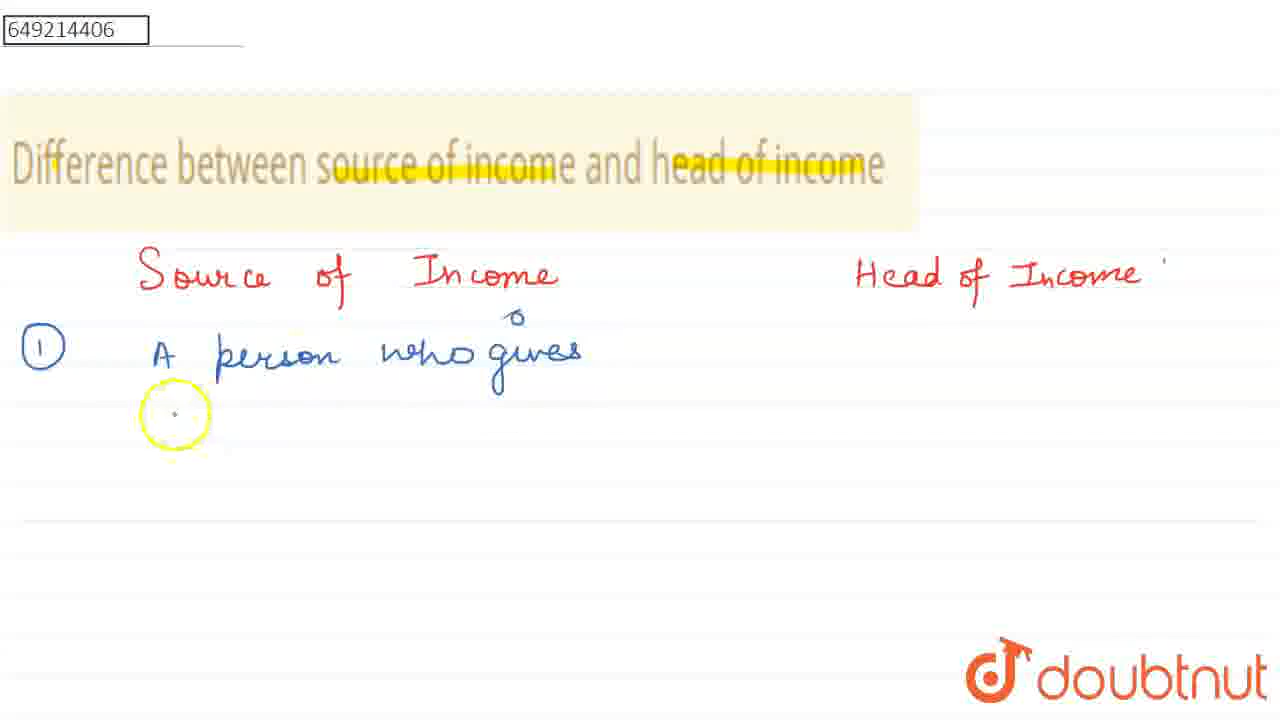 649214406
Difference between source of income and head of income
Source of Income
Head of Income
1 A person who gives
doubtnut